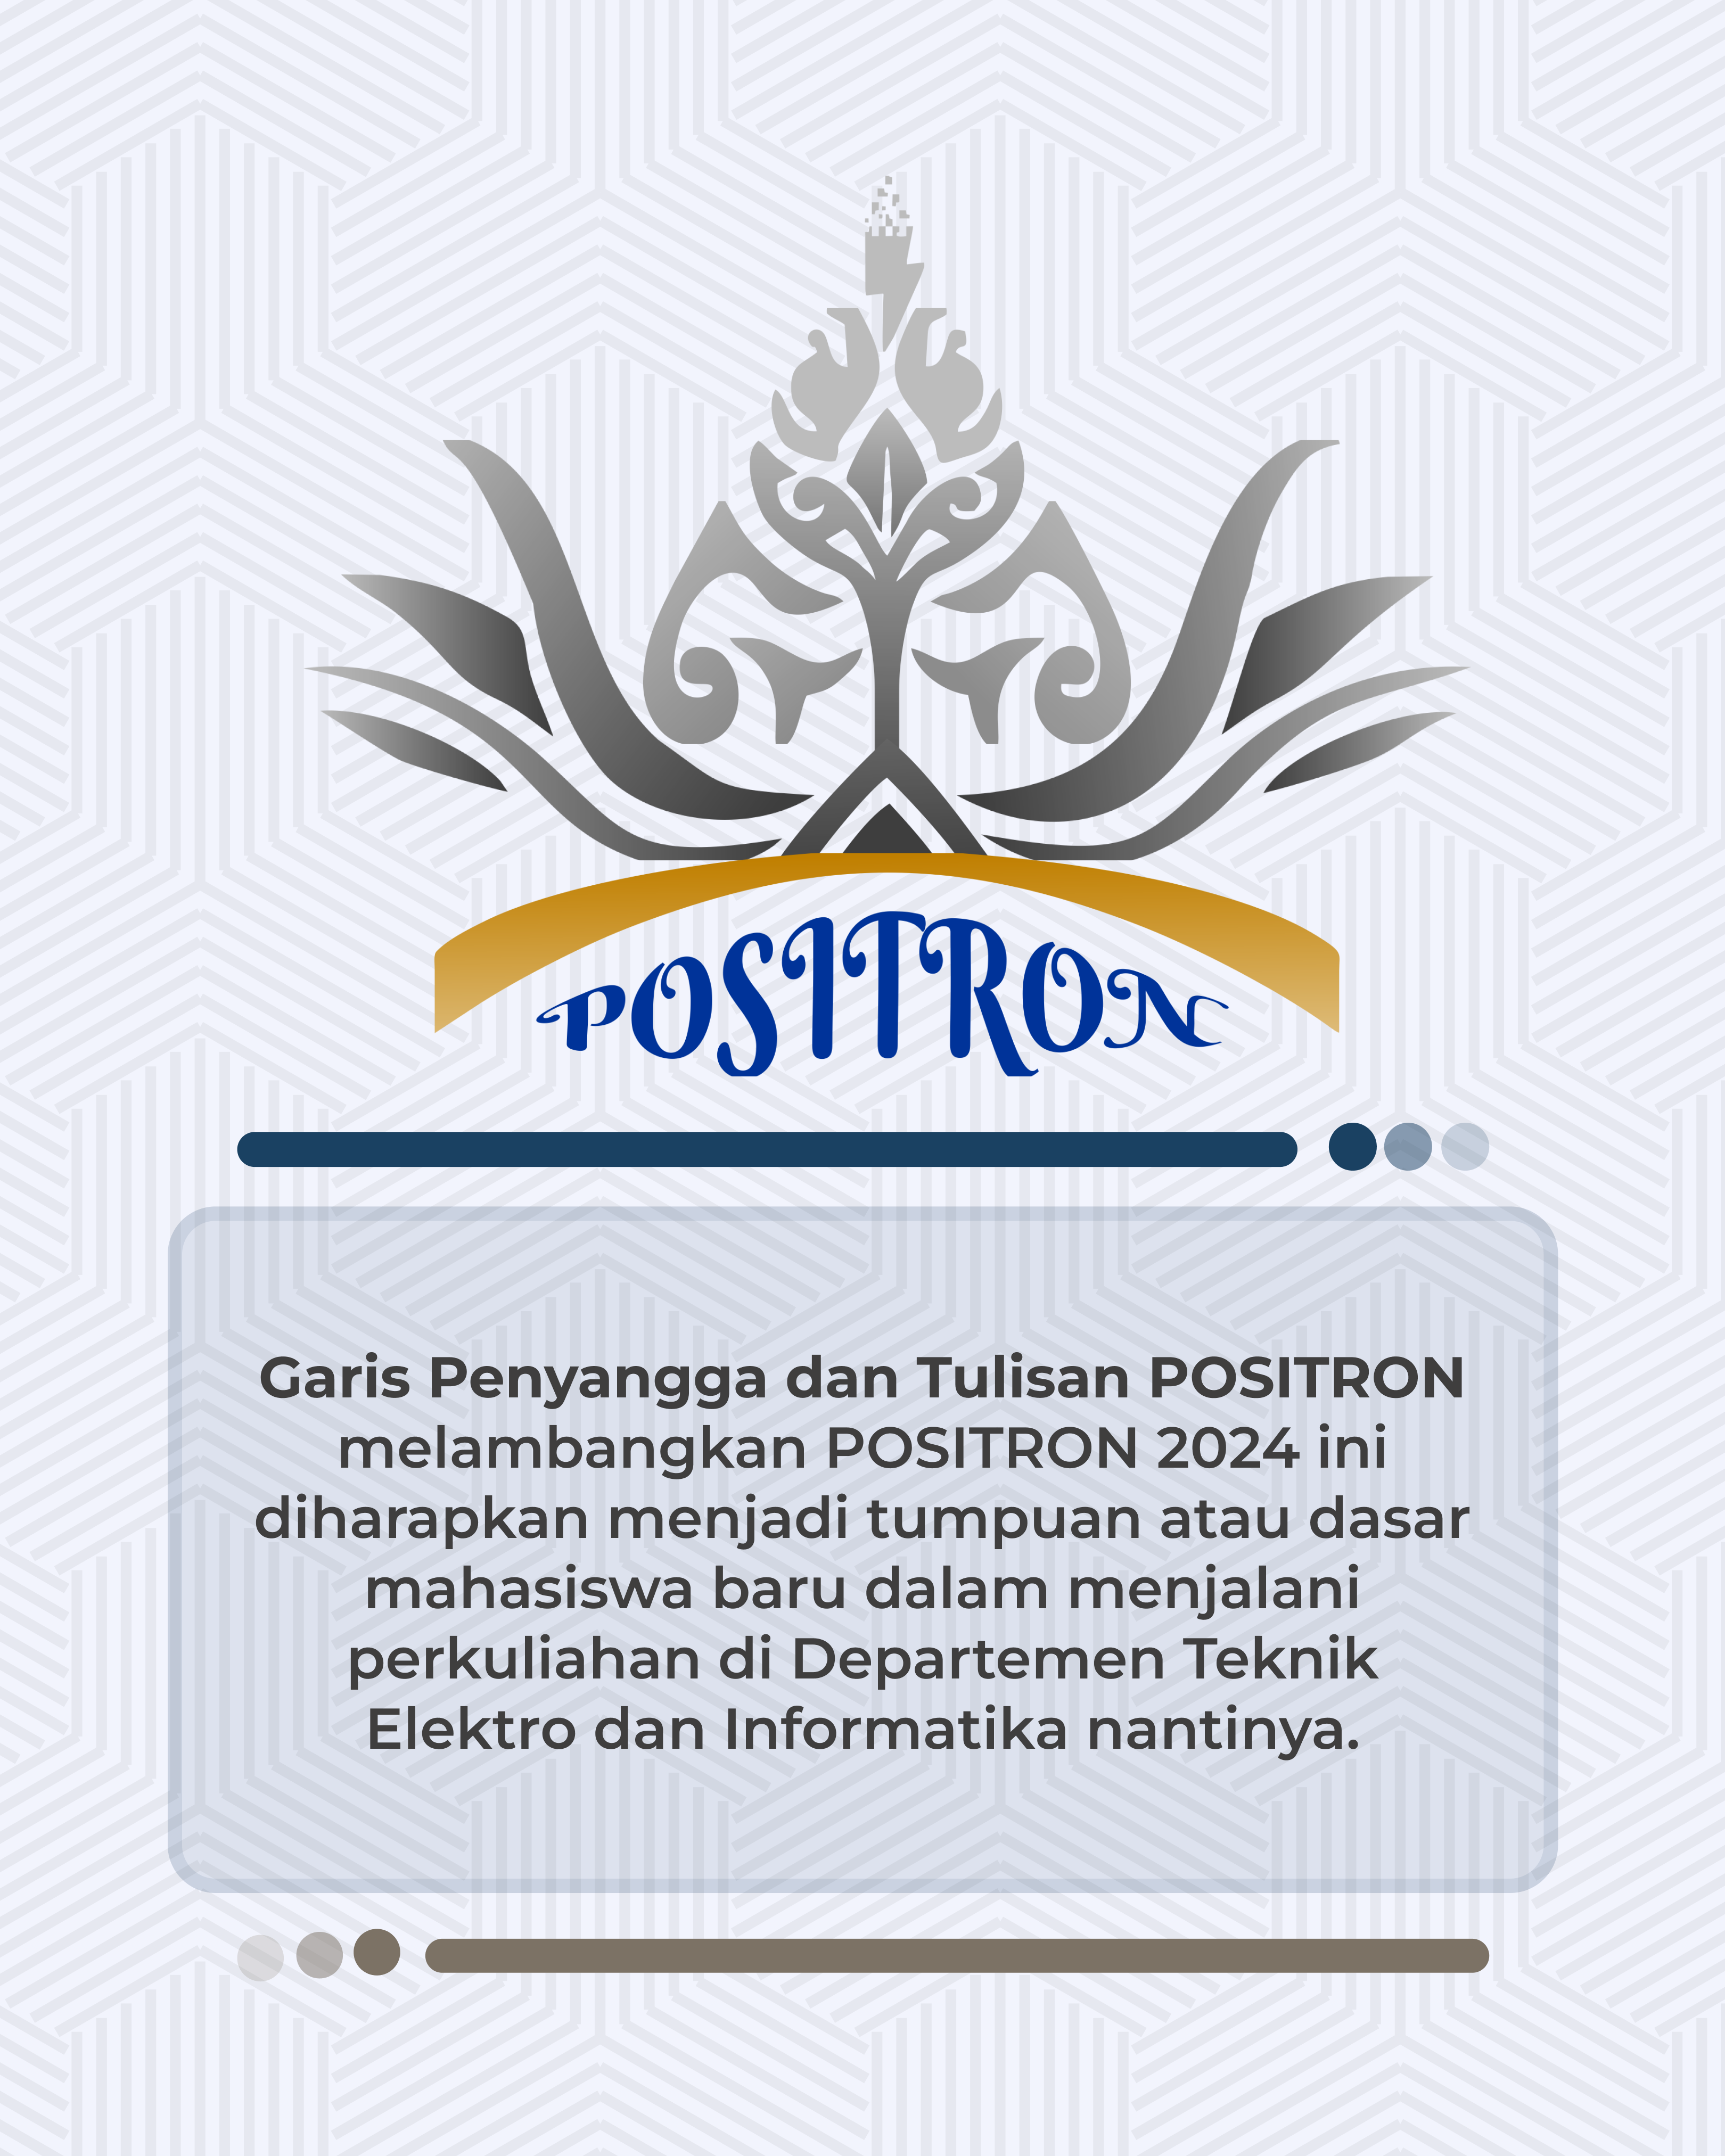 POSITRON
Garis Penyangga dan Tulisan POSITRON
melambangkan POSITRON 2024 ini
diharapkan menjadi tumpuan atau dasar
mahasiswa baru dalam menjalani
perkuliahan di Departemen Teknik
Elektro dan Informatika nantinya.